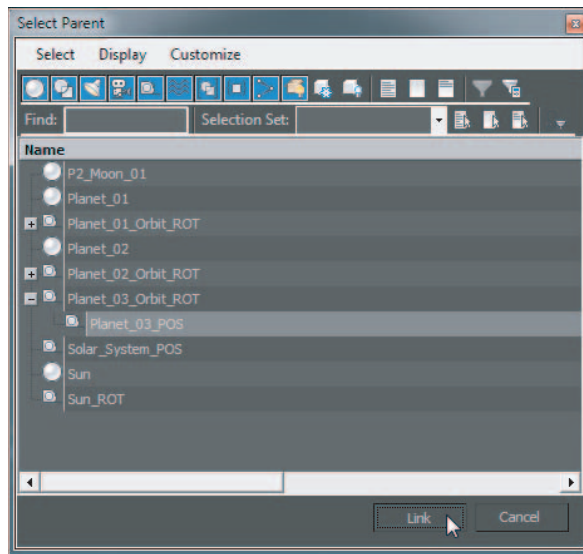 Select Parent
Select Display Customize
Find: Selection Set:
Name
P2_Moon_01
Planet_01
Planet_01_Orbit_ROT
Planet_02
Planet_02_Orbit_ROT
Planet_03_Orbit_ROT
Planet_03_POS
Solar_System_POS
Sun
Sun_ROT
Link Cancel